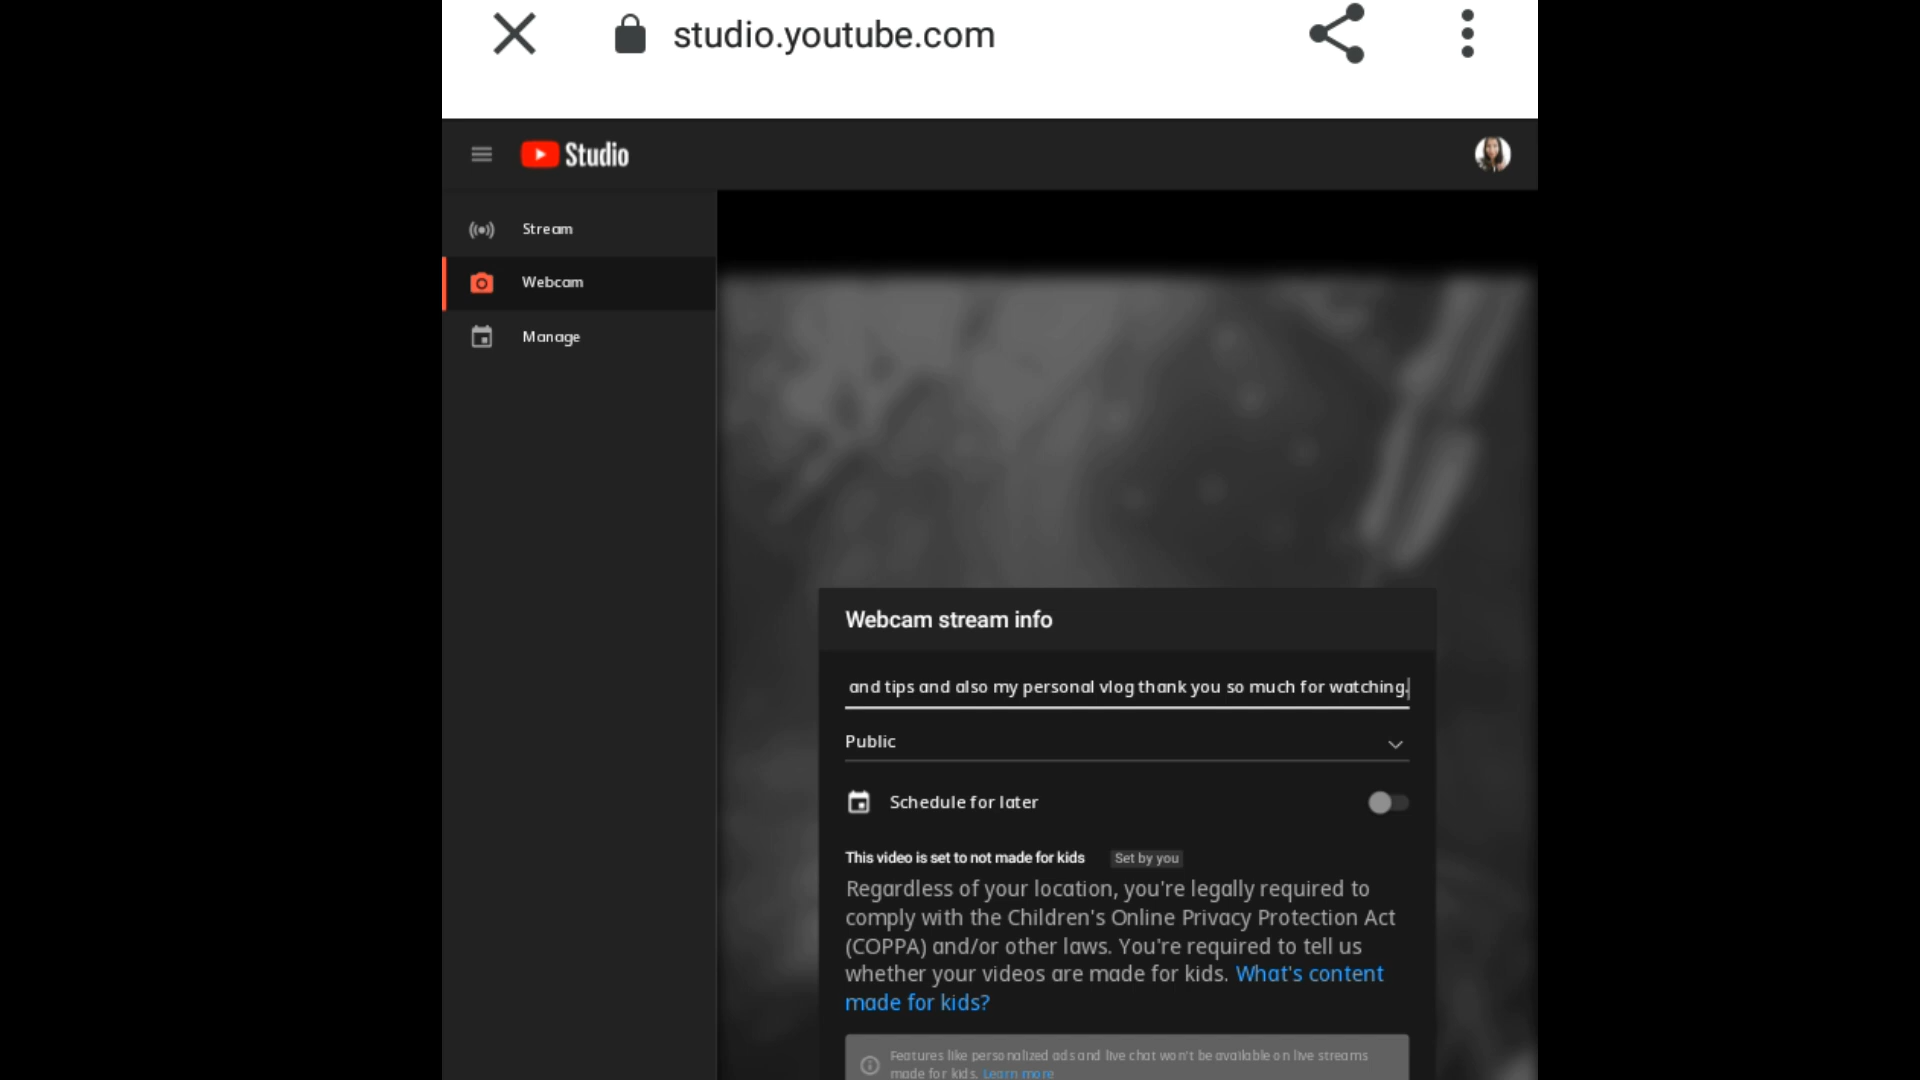 studio.youtube.com
Studio
Stream
Webcam
Manage
Webcam stream info
and tips and also my personal vlog thank you so much for watching.
Public
Schedule for later
This video is set to not made for kids Set by you
Regardless of your location, you're legally required to
comply with the Children's Online Privacy Protection Act
(COPPA) and/or other laws. You're required to tell us
whether your videos are made for kids. What's content
made for kids?
Features like personalized ads and live chat won't be available on live streams
made for kids. Learn more